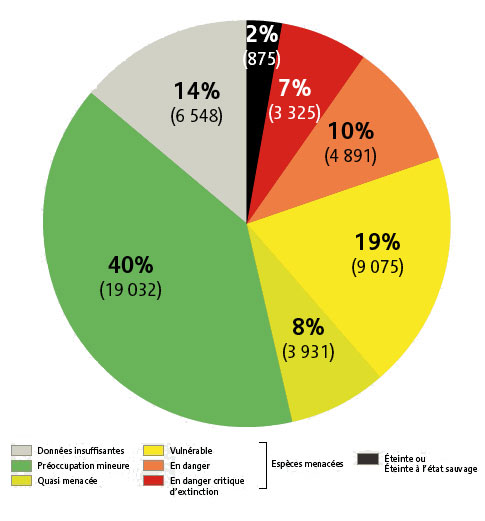 2%
(875)
7%
(3 325)
10%
(4 891)
19%
(9 075)
8%
(3 931)
40%
(19 032)
14%
(6 548)
Données insuffisantes
Préoccupation mineure
Quasi menacée
Vulnérable
En danger
En danger critique
d'extinction
Espèces menacées
Éteinte ou
Éteinte à l'état sauvage